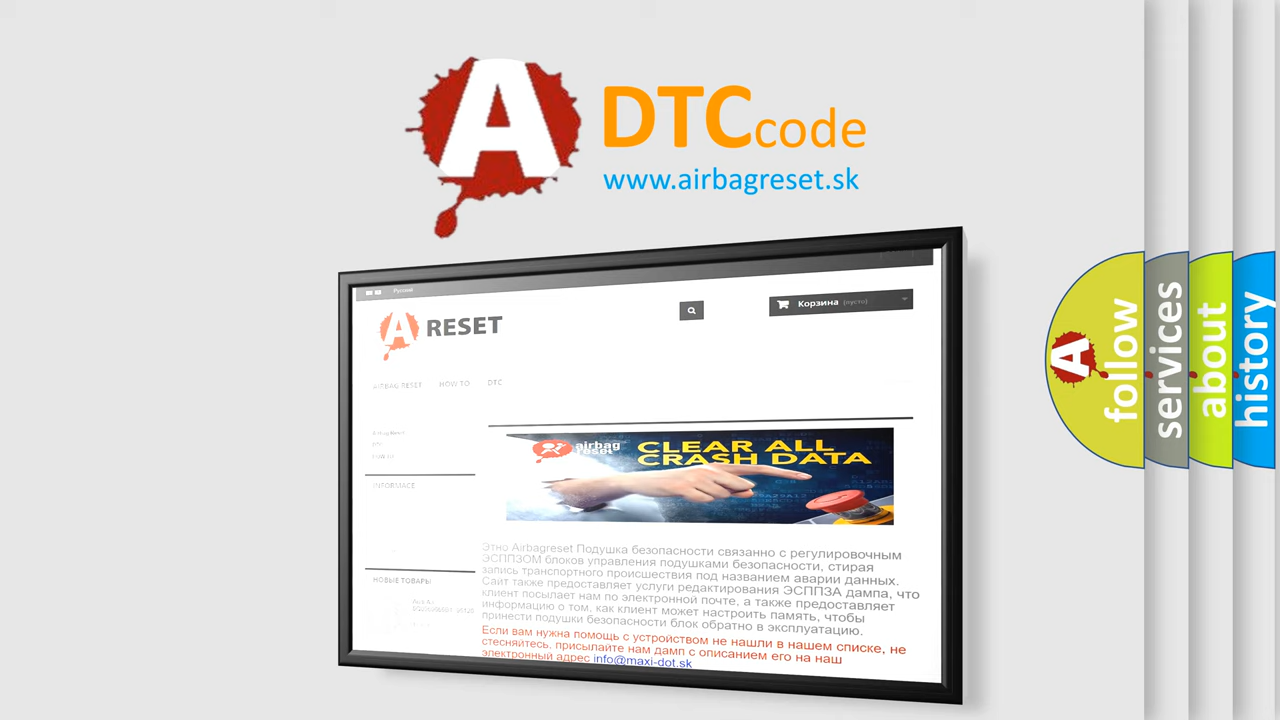 A DTCcode
www.airbagreset.sk
Русский
Корзина (пусто)
A RESET
AIRBAG RESET HOW TO DTC
INFORMACE
airbag
reset
CLEAR ALL
CRASH DATA
Этно Airbagreset Подушка безопасности связанно с регулировочным
ЭСППЗОМ блоков управления подушками безопасности, стирая
запись транспортного происшествия под названием аварии данных.
Сайт также предоставляет услуги редактирования ЭСППЗА дампа, что
клиент посылает нам по электронной почте, а также предоставляет
информацию о том, как клиент может настроить память, чтобы
принести подушки безопасности блок обратно в эксплуатацию.
Если вам нужна помощь с устройством не нашли в нашем списке, не
стесняйтесь, присылайте нам дамп с описанием его на наш
электронный адрес info@maxi-dot.sk
НОВЫЕ ТОВАРЫ
A follow
services
about
history